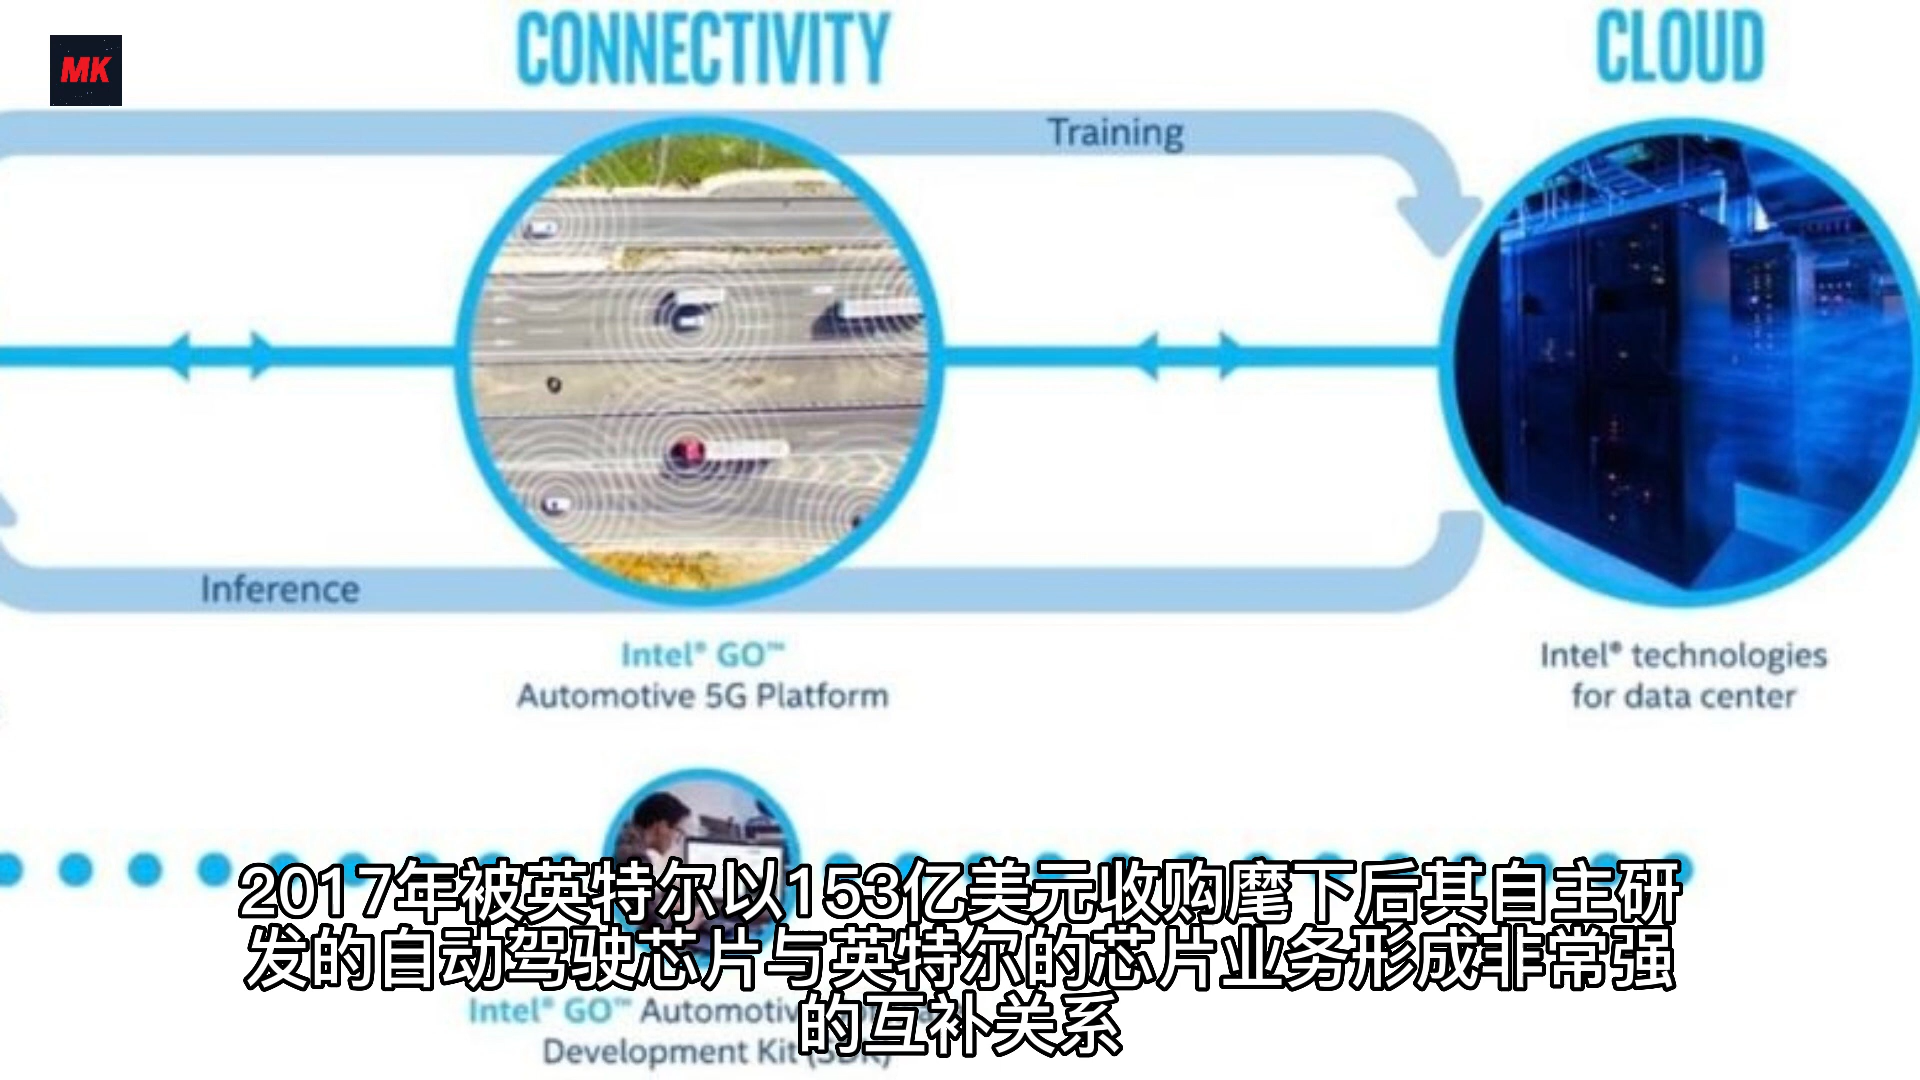 MK
CONNECTIVITY
CLOUD
Training
Inference
Intel® GO™
Automotive 5G Platform
Intel® technologies
for data center
2017年被英特尔以153亿美元收购麾下后其自主研
发的自动驾驶芯片与英特尔的芯片业务形成非常强
的互补关系
Intel® GO™ Automotive
Development Kit (SDK)